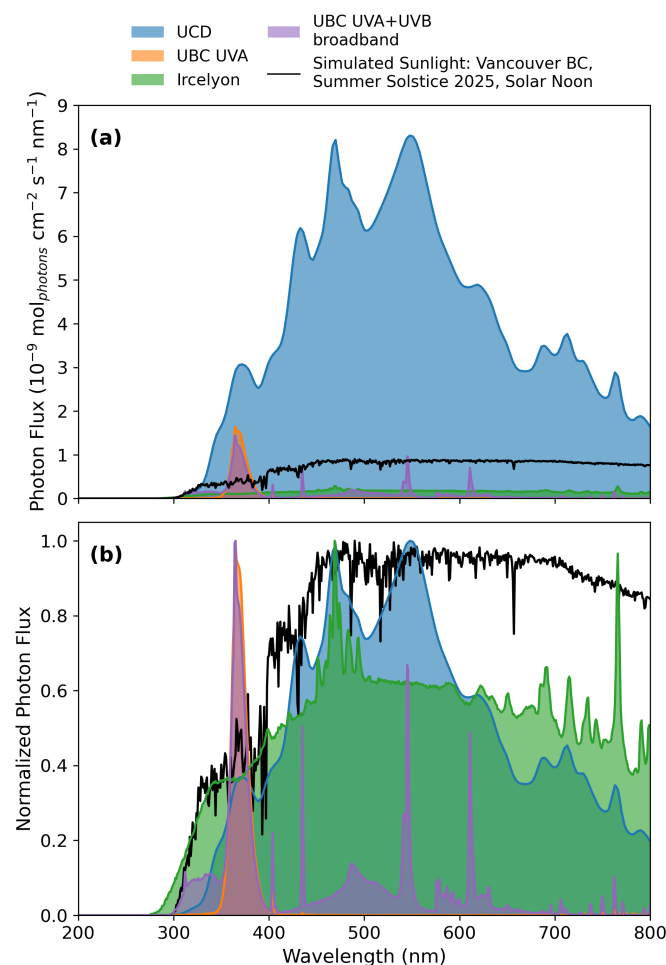 UCD
UBC UVA
Ircelyon
UBC UVA+UVB
broadband
Simulated Sunlight: Vancouver BC,
Summer Solstice 2025, Solar Noon
(a)
Photon Flux (10⁻⁹ mol_photons cm⁻² s⁻¹ nm⁻¹)
9
8
7
6
5
4
3
2
1
0
(b)
Normalized Photon Flux
1.0
0.8
0.6
0.4
0.2
0.0
200 300 400 500 600 700 800
Wavelength (nm)